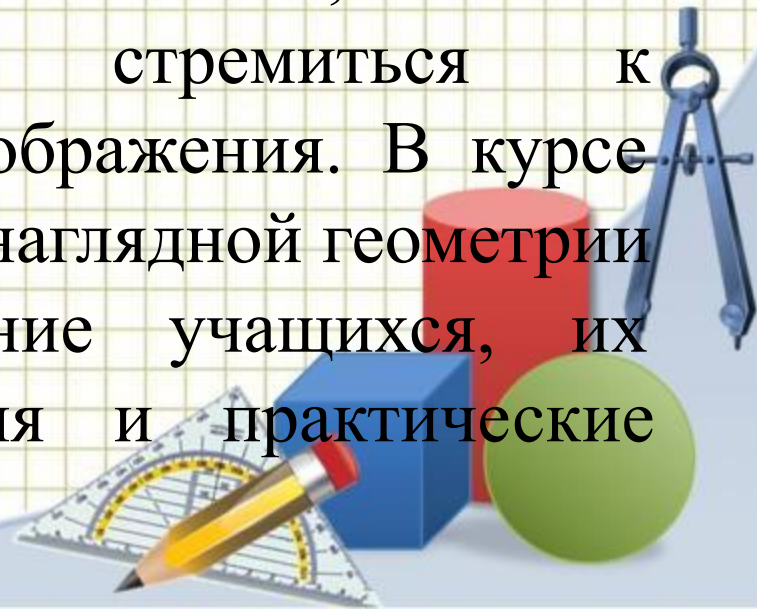 стремиться к
ображения. В курсе
наглядной геометрии
ние учащихся, их
ия и практические